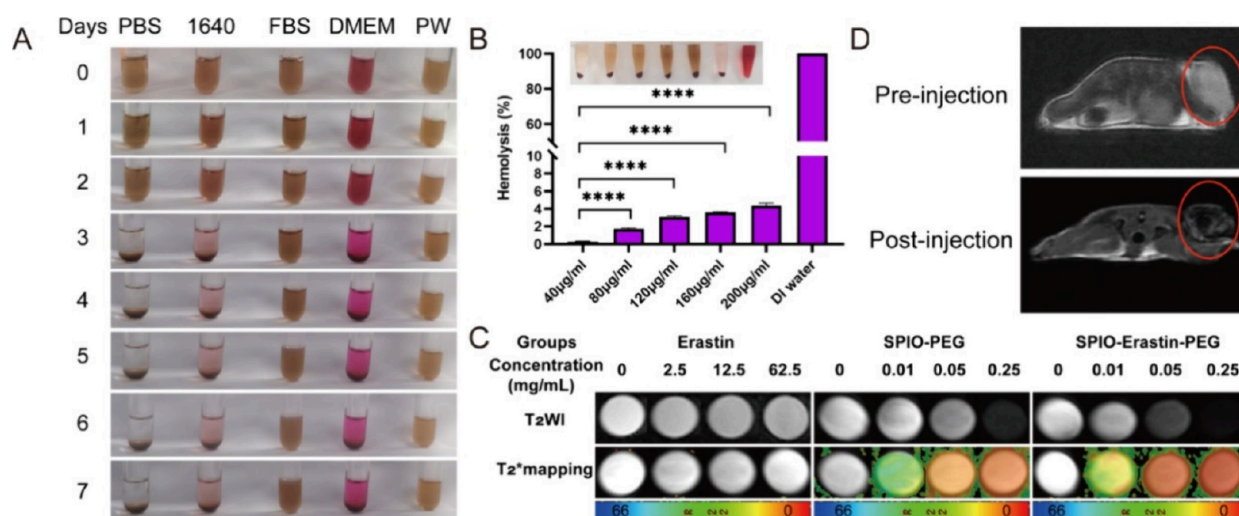 A
Days PBS 1640 FBS DMEM PW
0
1
2
3
4
5
6
7
B
Hemolysis (%)
100
80
60
10
8
6
4
2
0
****
****
****
****
40μg/ml
80μg/ml
120μg/ml
160μg/ml
200μg/ml
DI water
D
Pre-injection
Post-injection
C
Groups Erastin SPIO-PEG SPIO-Erastin-PEG
Concentration (mg/mL)
0 2.5 12.5 62.5 0 0.01 0.05 0.25 0 0.01 0.05 0.25
T2WI
T2*mapping
66 0 66 0